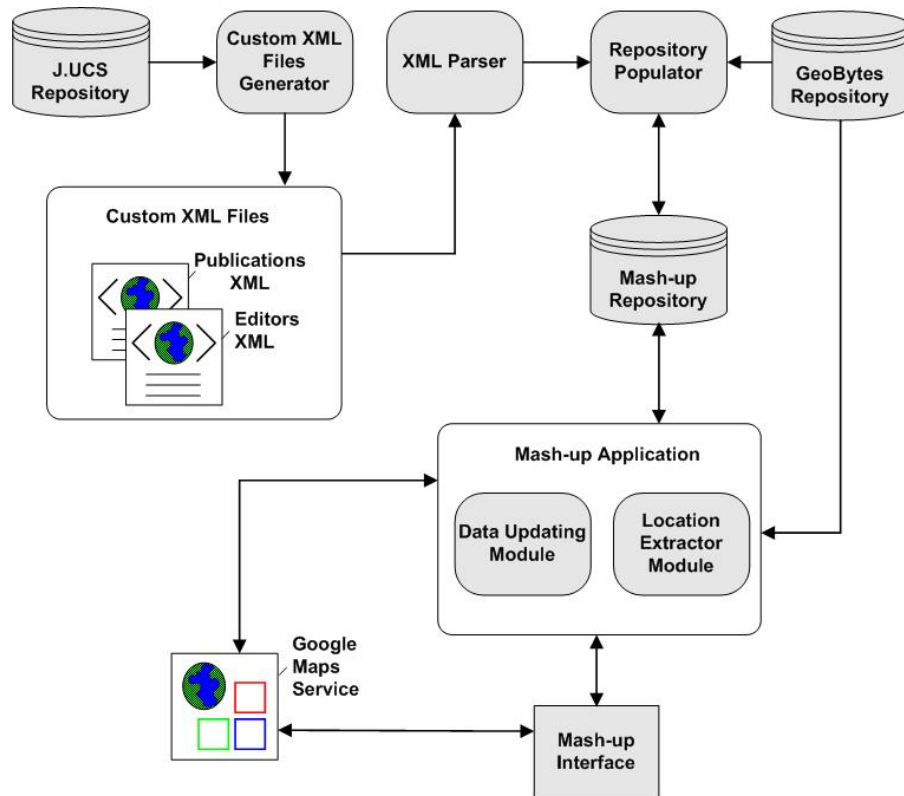 J.UCS
Repository
Custom XML
Files
Generator
XML Parser
Repository
Populator
GeoBytes
Repository
Custom XML Files
Publications
XML
Editors
XML
Mash-up
Repository
Mash-up Application
Data Updating
Module
Location
Extractor
Module
Google
Maps
Service
Mash-up
Interface